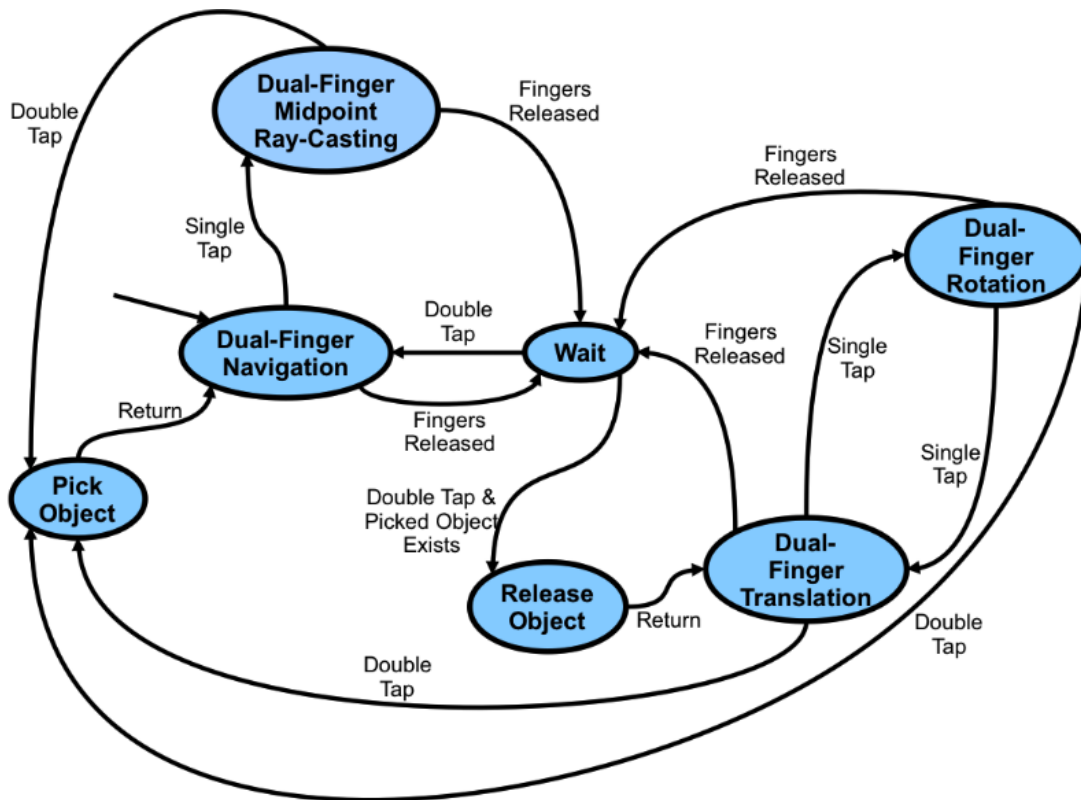 Dual-Finger
Midpoint
Ray-Casting
Double
Tap
Fingers
Released
Fingers
Released
Single
Tap
Dual-
Finger
Rotation
Double
Tap
Dual-Finger
Navigation
Wait
Fingers
Released
Single
Tap
Return
Fingers
Released
Single
Tap
Pick
Object
Double Tap &
Picked Object
Exists
Dual-
Finger
Translation
Release
Object
Return
Double
Tap
Double
Tap